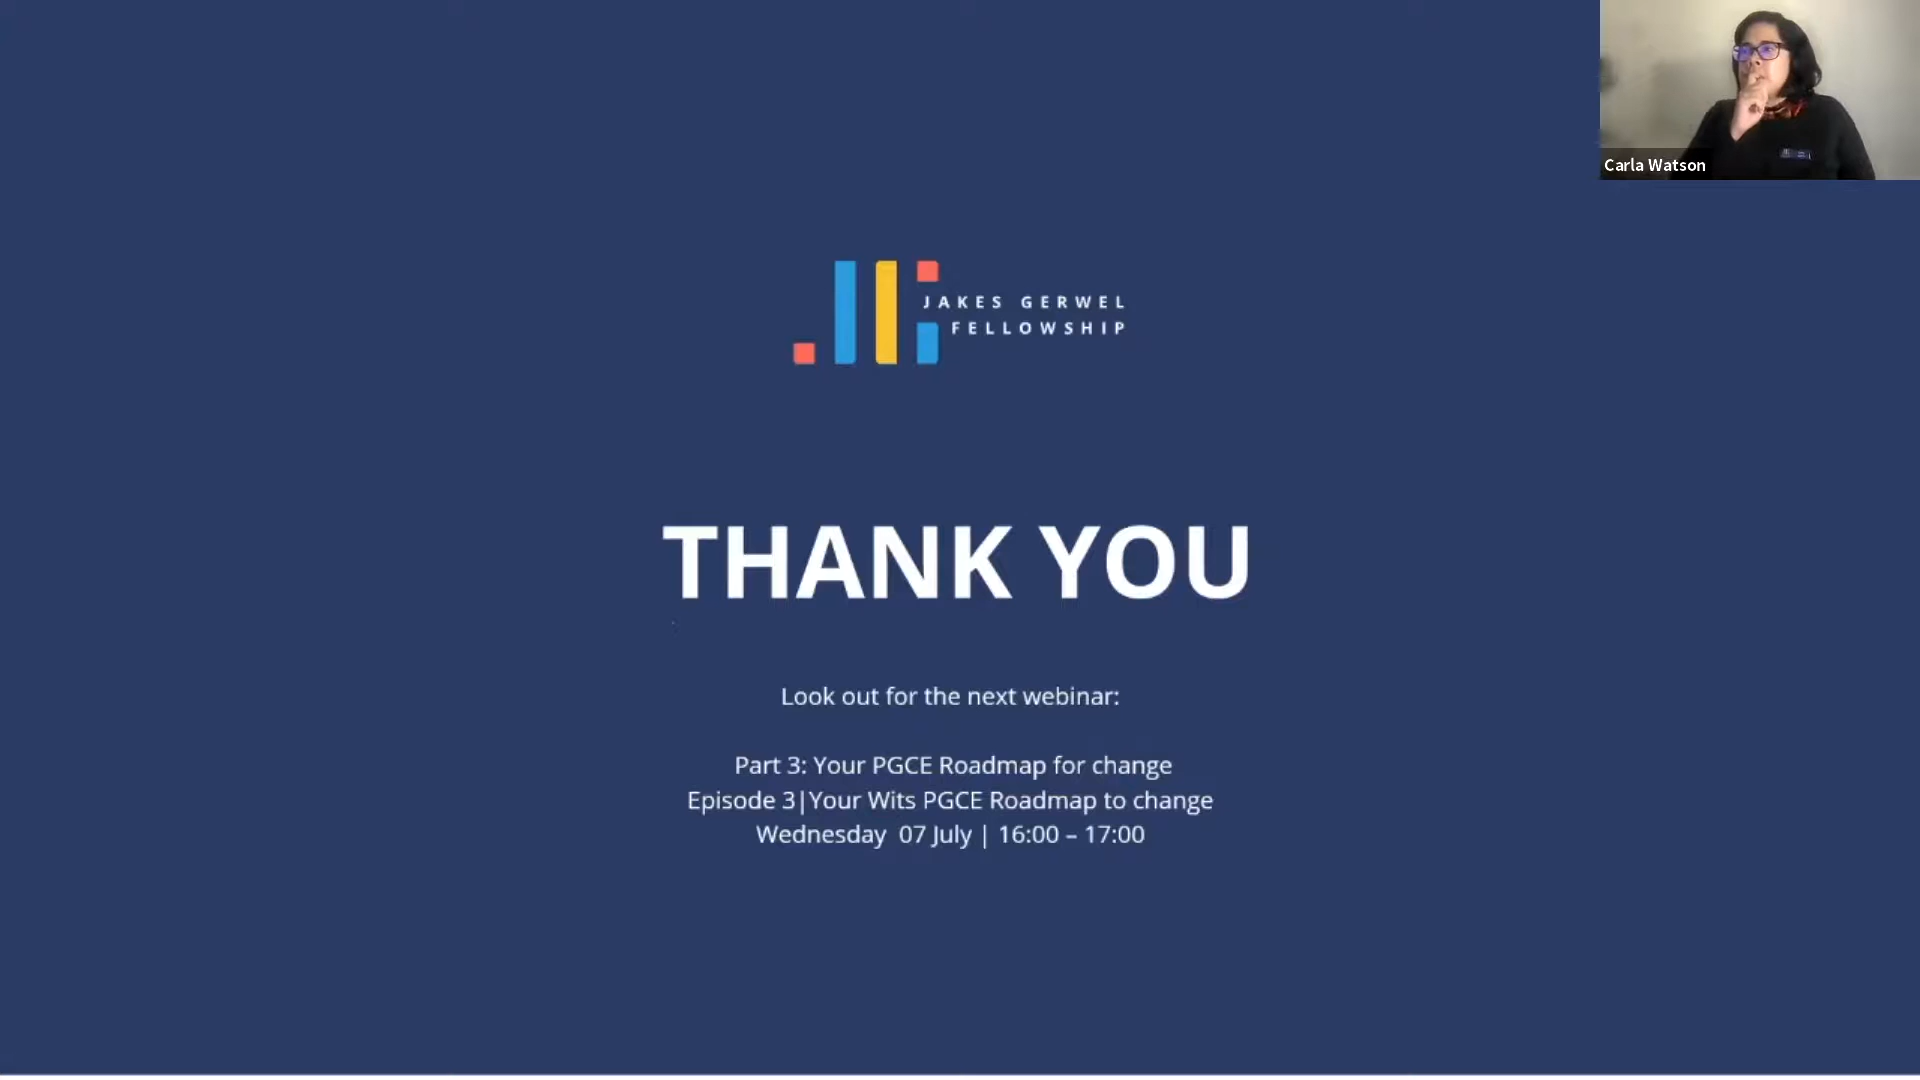 Carla Watson
JAKES GERWEL
FELLOWSHIP
THANK YOU
Look out for the next webinar:
Part 3: Your PGCE Roadmap for change
Episode 3|Your Wits PGCE Roadmap to change
Wednesday  07 July | 16:00 – 17:00